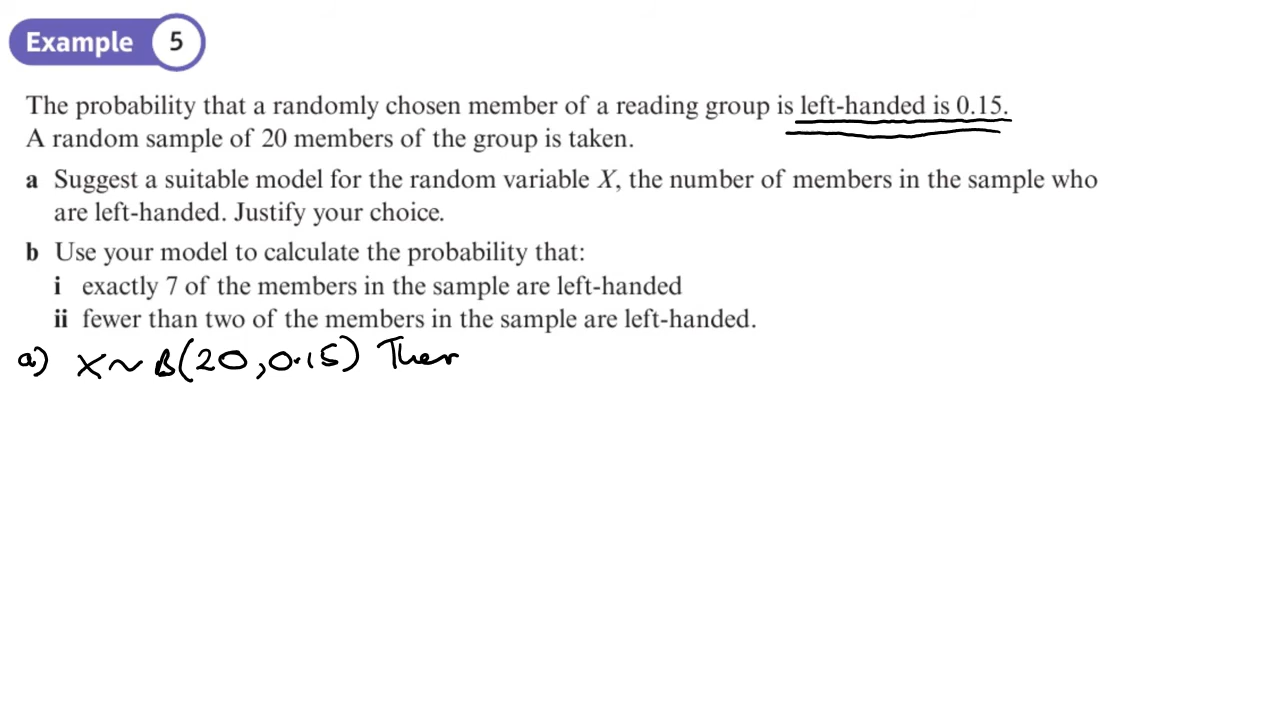 Example 5
The probability that a randomly chosen member of a reading group is left-handed is 0.15.
A random sample of 20 members of the group is taken.
a Suggest a suitable model for the random variable X, the number of members in the sample who
are left-handed. Justify your choice.
b Use your model to calculate the probability that:
i exactly 7 of the members in the sample are left-handed
ii fewer than two of the members in the sample are left-handed.
a) X~B(20,0.15) Ther